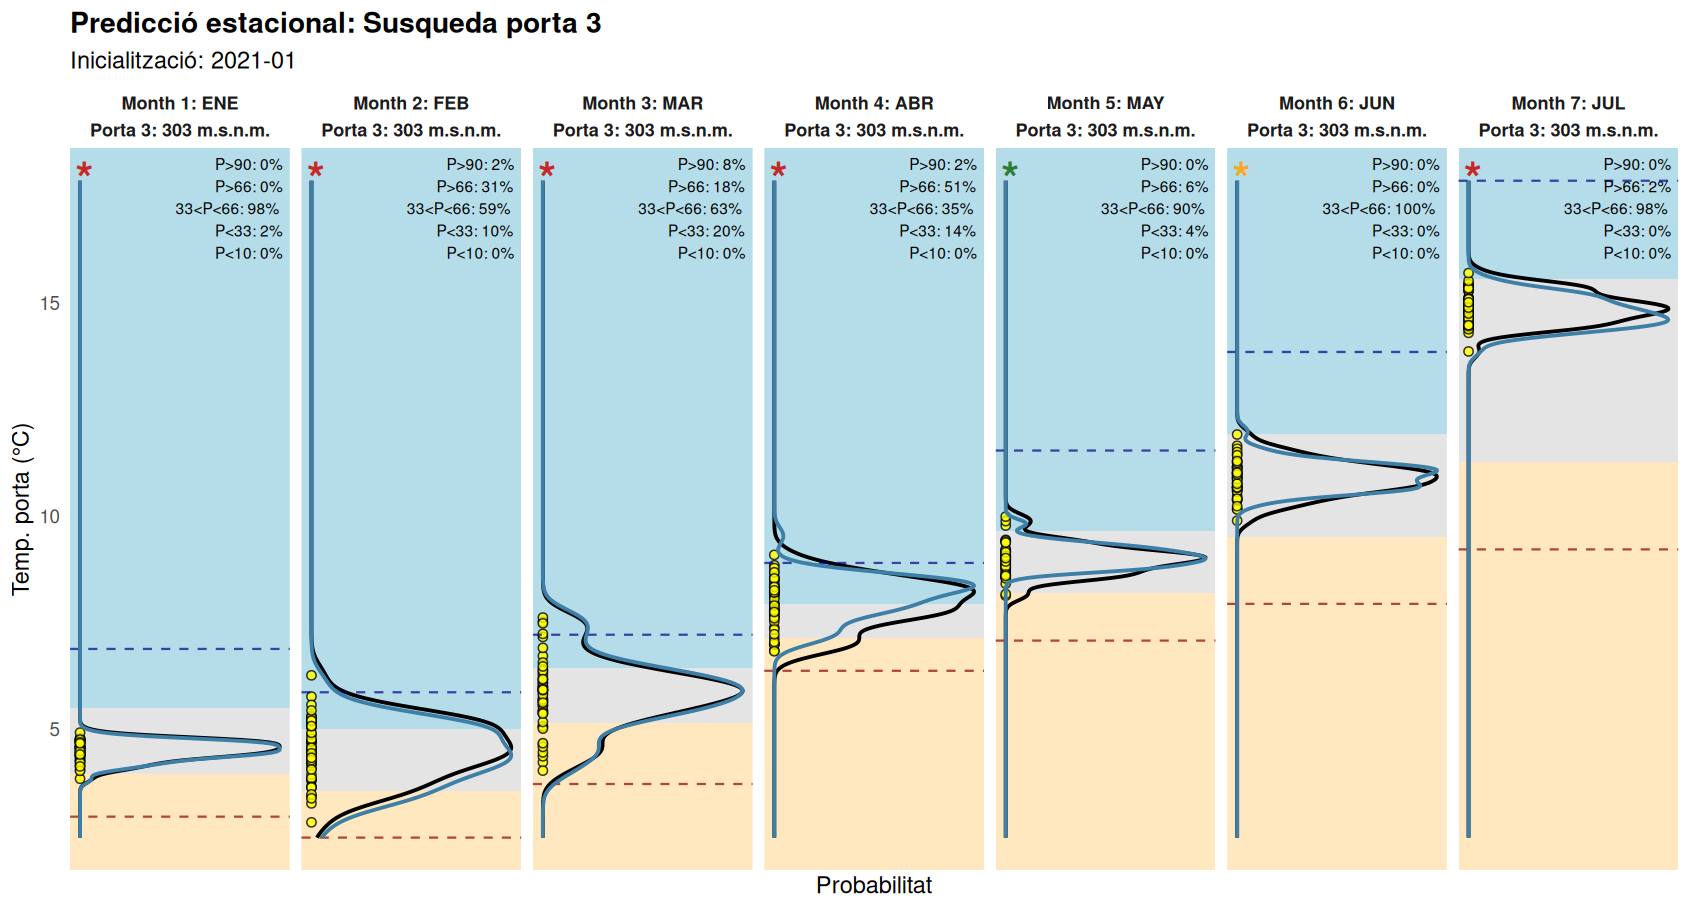 Predicció estacional: Susqueda porta 3
Inicialització: 2021-01
Month 1: ENE
Porta 3: 303 m.s.n.m.
Month 2: FEB
Porta 3: 303 m.s.n.m.
Month 3: MAR
Porta 3: 303 m.s.n.m.
Month 4: ABR
Porta 3: 303 m.s.n.m.
Month 5: MAY
Porta 3: 303 m.s.n.m.
Month 6: JUN
Porta 3: 303 m.s.n.m.
Month 7: JUL
Porta 3: 303 m.s.n.m.
*
P>90: 0%
P>66: 0%
33<P<66: 98%
P<33: 2%
P<10: 0%
*
P>90: 2%
P>66: 31%
33<P<66: 59%
P<33: 10%
P<10: 0%
*
P>90: 8%
P>66: 18%
33<P<66: 63%
P<33: 20%
P<10: 0%
*
P>90: 2%
P>66: 51%
33<P<66: 35%
P<33: 14%
P<10: 0%
*
P>90: 0%
P>66: 6%
33<P<66: 90%
P<33: 4%
P<10: 0%
*
P>90: 0%
P>66: 0%
33<P<66: 100%
P<33: 0%
P<10: 0%
*
P>90: 0%
P>66: 2%
33<P<66: 98%
P<33: 0%
P<10: 0%
15
10
5
Temp. porta (°C)
Probabilitat